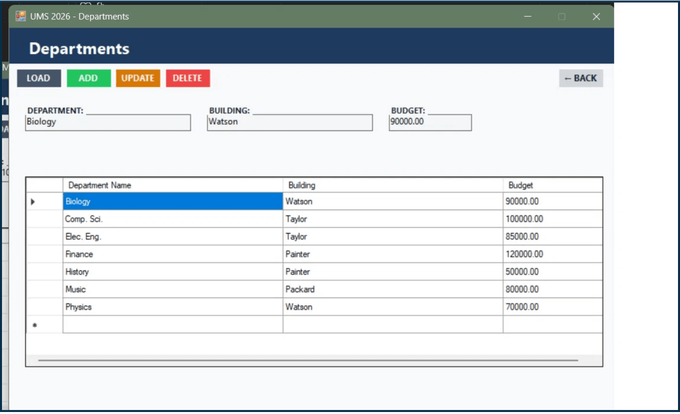 UMS 2026 - Departments
Departments
LOAD ADD UPDATE DELETE ← BACK
DEPARTMENT: BUILDING: BUDGET:
Biology Watson 90000.00
Department Name Building Budget
Biology Watson 90000.00
Comp. Sci. Taylor 100000.00
Elec. Eng. Taylor 85000.00
Finance Painter 120000.00
History Painter 50000.00
Music Packard 80000.00
Physics Watson 70000.00